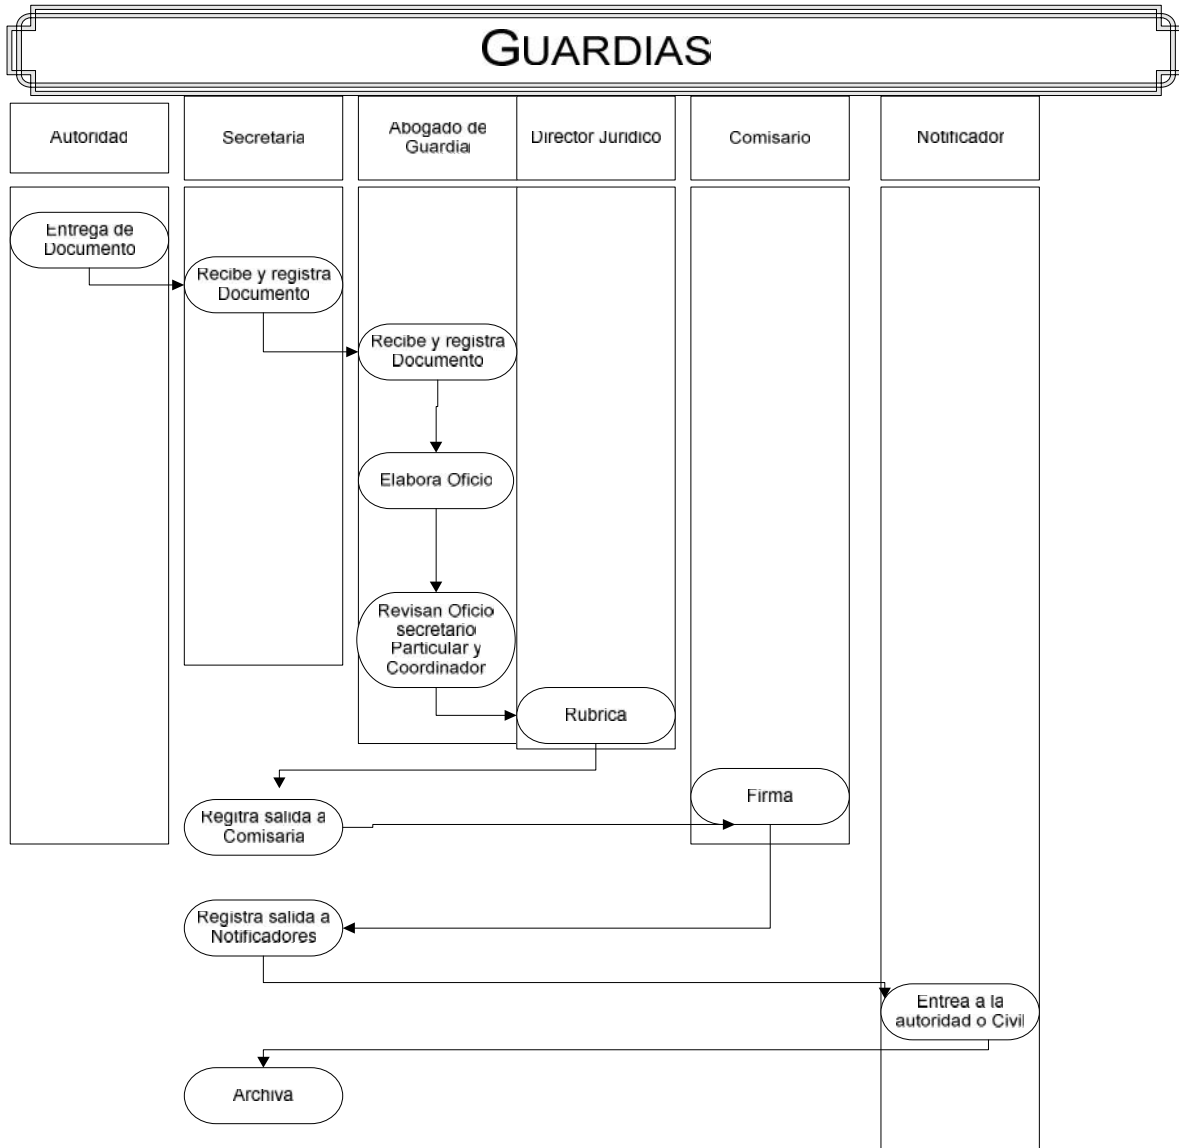 GUARDIAS
Autoridad
Secretaria
Abogado de
Guardia
Director Juridico
Comisario
Notificador
Entrega de
Documento
Recibe y registra
Documento
Recibe y registra
Documento
Elabora Oficio
Revisan Oficio
secretario
Particular y
Coordinador
Rubrica
Firma
Regitra salida a
Comisaria
Registra salida a
Notificadores
Entrea a la
autoridad o Civil
Archiva